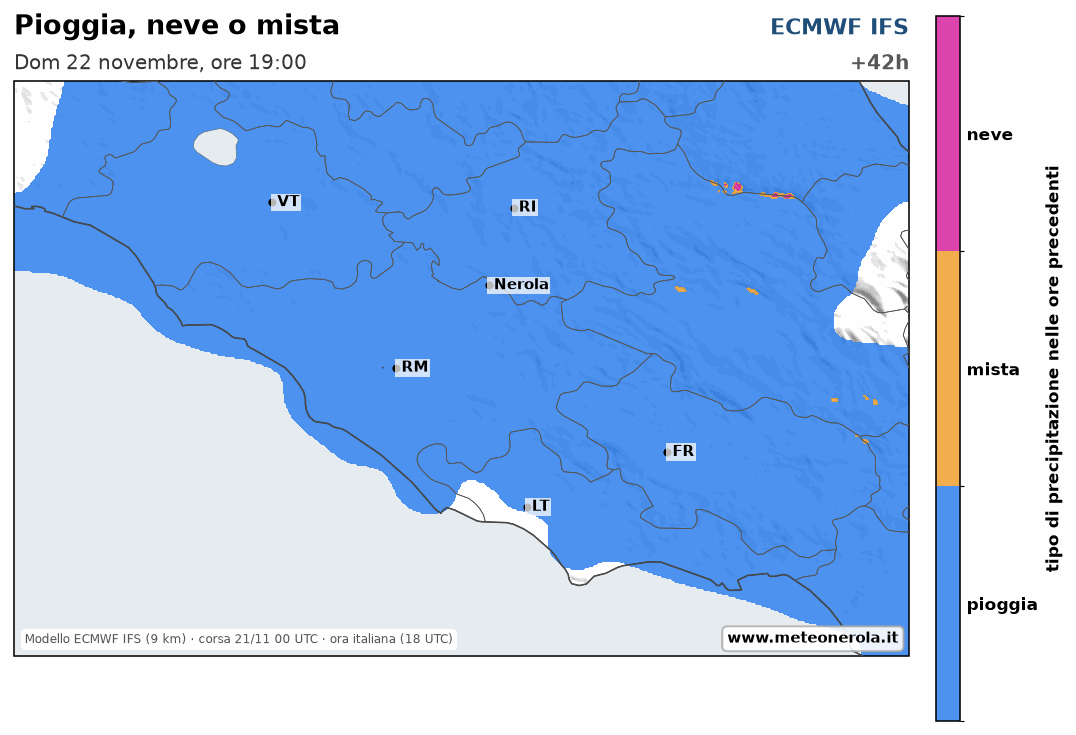 Pioggia, neve o mista
ECMWF IFS
Dom 22 novembre, ore 19:00
+42h
neve
VT
RI
Nerola
RM
mista
FR
LT
pioggia
tipo di precipitazione nelle ore precedenti
Modello ECMWF IFS (9 km) · corsa 21/11 00 UTC · ora italiana (18 UTC)
www.meteonerola.it